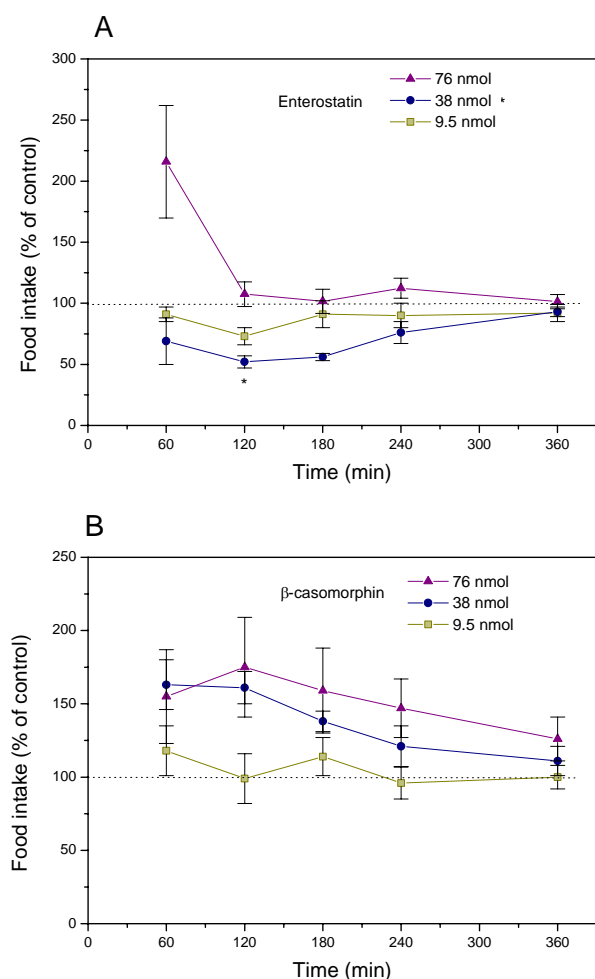 A
Food intake (% of control)
300
250
200
150
100
50
0
Enterostatin
76 nmol
38 nmol *
9.5 nmol
*
0 60 120 180 240 300 360
Time (min)
B
Food intake (% of control)
250
200
150
100
50
0
β-casomorphin
76 nmol
38 nmol
9.5 nmol
0 60 120 180 240 300 360
Time (min)